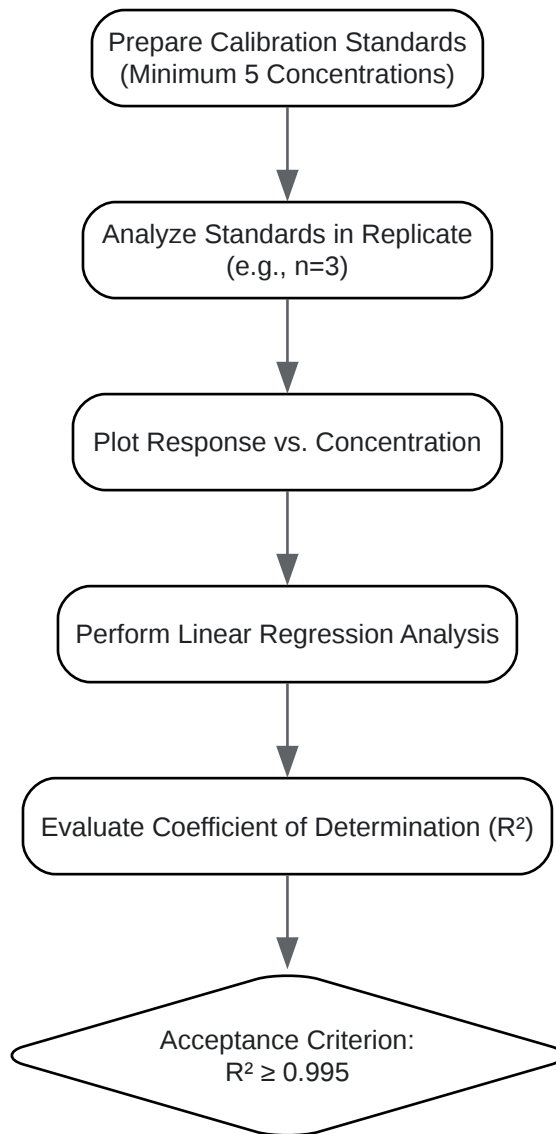 Prepare Calibration Standards
(Minimum 5 Concentrations)
Analyze Standards in Replicate
(e.g., n=3)
Plot Response vs. Concentration
Perform Linear Regression Analysis
Evaluate Coefficient of Determination (R²)
Acceptance Criterion:
R² ≥ 0.995